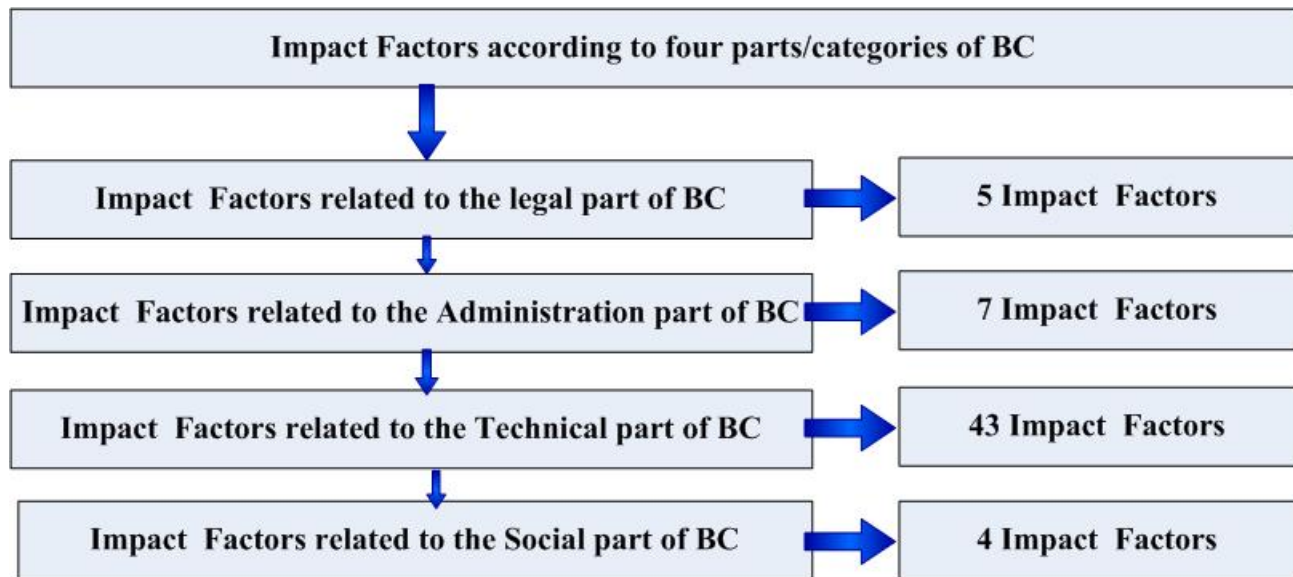 Impact Factors according to four parts/categories of BC
Impact Factors related to the legal part of BC
5 Impact Factors
Impact Factors related to the Administration part of BC
7 Impact Factors
Impact Factors related to the Technical part of BC
43 Impact Factors
Impact Factors related to the Social part of BC
4 Impact Factors